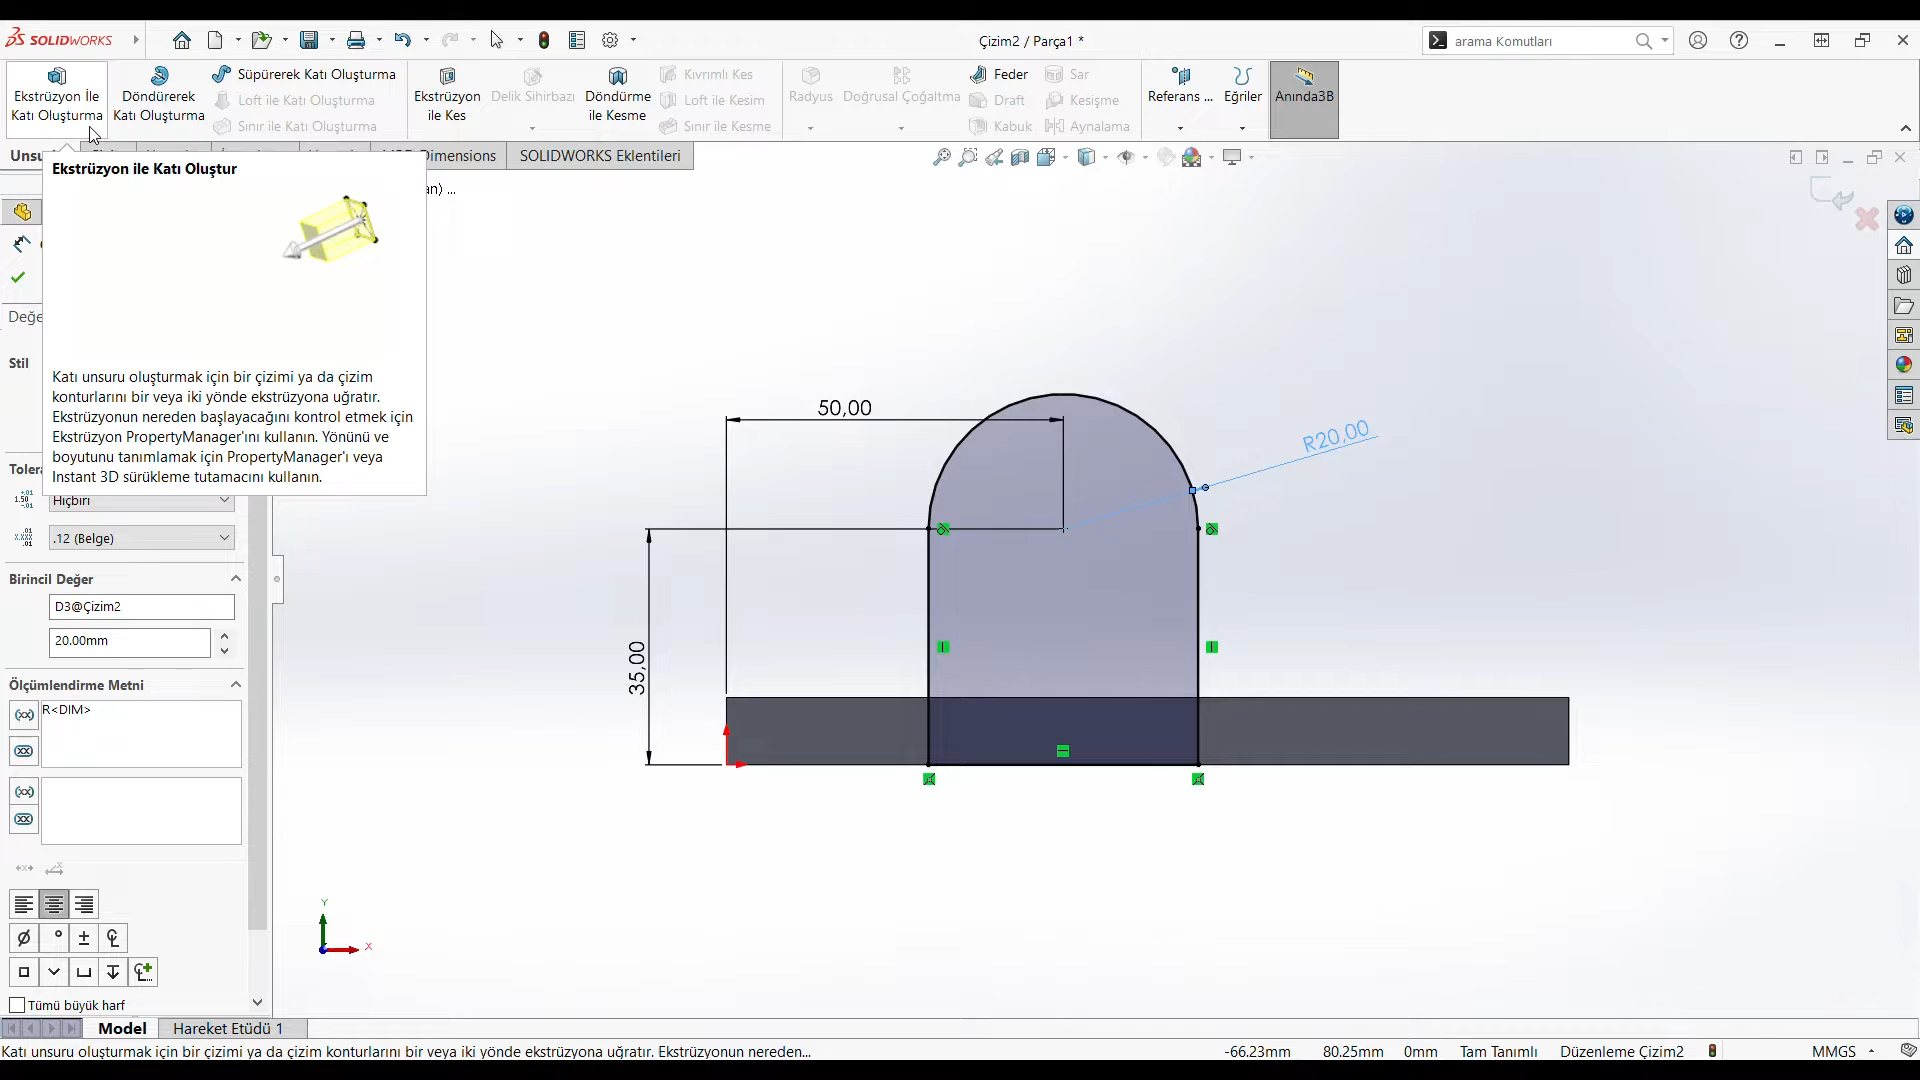 SOLIDWORKS
Çizim2 / Parça1 *
arama Komutları
Ekstrüzyon İle
Katı Oluşturma
Döndürerek
Katı Oluşturma
Süpürerek Katı Oluşturma
Loft ile Katı Oluşturma
Sınır ile Katı Oluşturma
Ekstrüzyon
ile Kes
Delik Sihirbazı
Döndürme
ile Kesme
Kıvrımlı Kes
Loft ile Kesim
Sınır ile Kesme
Radyus
Doğrusal Çoğaltma
Feder
Draft
Kabuk
Sar
Kesişme
Aynalama
Referans ...
Eğriler
Anında3B
Unsu
Dimensions
SOLIDWORKS Eklentileri
an) ...
Ekstrüzyon ile Katı Oluştur
Katı unsuru oluşturmak için bir çizimi ya da çizim
konturlarını bir veya iki yönde ekstrüzyona uğratır.
Ekstrüzyonun nereden başlayacağını kontrol etmek için
Ekstrüzyon PropertyManager'ını kullanın. Yönünü ve
boyutunu tanımlamak için PropertyManager'ı veya
Instant 3D sürükleme tutamacını kullanın.
Değe
Stil
Tolera
Hiçbiri
.12 (Belge)
Birincil Değer
D3@Çizim2
20.00mm
Ölçümlendirme Metni
R<DIM>
Tümü büyük harf
50,00
R20,00
35,00
Y
X
Model
Hareket Etüdü 1
Katı unsuru oluşturmak için bir çizimi ya da çizim konturlarını bir veya iki yönde ekstrüzyona uğratır. Ekstrüzyonun nereden...
-66.23mm
80.25mm
0mm
Tam Tanımlı
Düzenleme Çizim2
MMGS